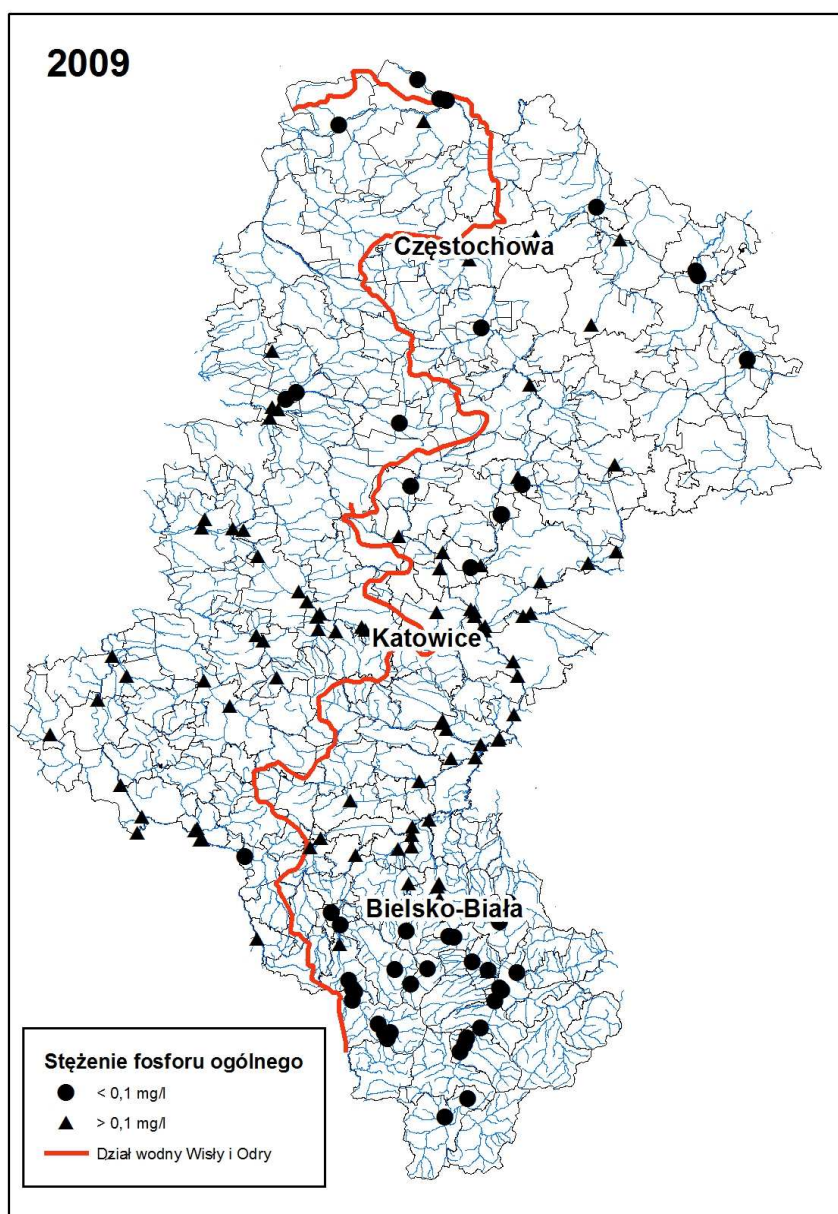 2009
Częstochowa
Katowice
Bielsko-Biała
Stężenie fosforu ogólnego
< 0,1 mg/l
> 0,1 mg/l
Dział wodny Wisły i Odry